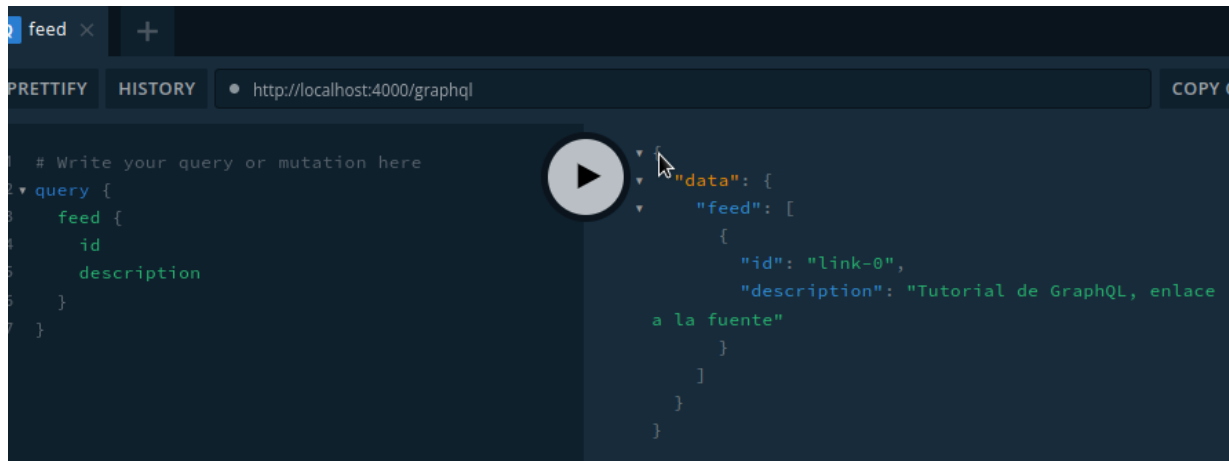 feed
PRETTIFY HISTORY http://localhost:4000/graphql COPY
1 # Write your query or mutation here
2 query {
3 feed {
4 id
5 description
6 }
7 }
{
"data": {
"feed": [
{
"id": "link-0",
"description": "Tutorial de GraphQL, enlace
a la fuente"
}
]
}
}